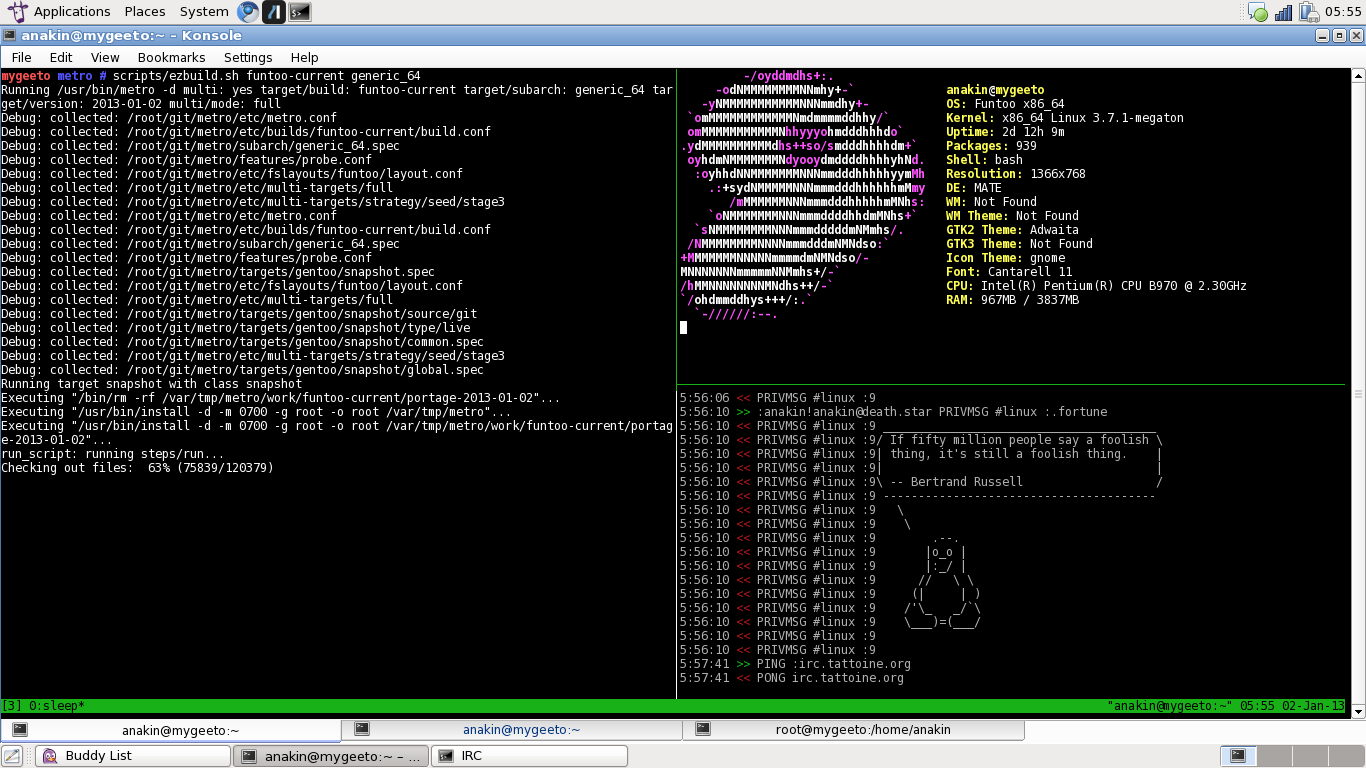 Applications Places System 05:55
anakin@mygeeto:~ – Konsole
File Edit View Bookmarks Settings Help
mygeeto metro # scripts/ezbuild.sh funtoo-current generic_64
Running /usr/bin/metro -d multi: yes target/build: funtoo-current target/subarch: generic_64 tar
get/version: 2013-01-02 multi/mode: full
Debug: collected: /root/git/metro/etc/metro.conf
Debug: collected: /root/git/metro/etc/builds/funtoo-current/build.conf
Debug: collected: /root/git/metro/subarch/generic_64.spec
Debug: collected: /root/git/metro/features/probe.conf
Debug: collected: /root/git/metro/etc/fslayouts/funtoo/layout.conf
Debug: collected: /root/git/metro/etc/multi-targets/full
Debug: collected: /root/git/metro/etc/multi-targets/strategy/seed/stage3
Debug: collected: /root/git/metro/etc/metro.conf
Debug: collected: /root/git/metro/etc/builds/funtoo-current/build.conf
Debug: collected: /root/git/metro/subarch/generic_64.spec
Debug: collected: /root/git/metro/features/probe.conf
Debug: collected: /root/git/metro/targets/gentoo/snapshot.spec
Debug: collected: /root/git/metro/etc/fslayouts/funtoo/layout.conf
Debug: collected: /root/git/metro/etc/multi-targets/full
Debug: collected: /root/git/metro/targets/gentoo/snapshot/source/git
Debug: collected: /root/git/metro/targets/gentoo/snapshot/type/live
Debug: collected: /root/git/metro/targets/gentoo/snapshot/common.spec
Debug: collected: /root/git/metro/etc/multi-targets/strategy/seed/stage3
Debug: collected: /root/git/metro/targets/gentoo/snapshot/global.spec
Running target snapshot with class snapshot
Executing "/bin/rm -rf /var/tmp/metro/work/funtoo-current/portage-2013-01-02"...
Executing "/usr/bin/install -d -m 0700 -g root -o root /var/tmp/metro"...
Executing "/usr/bin/install -d -m 0700 -g root -o root /var/tmp/metro/work/funtoo-current/portag
e-2013-01-02"...
run_script: running steps/run...
Checking out files: 63% (75839/120379)
anakin@mygeeto
OS: Funtoo x86_64
Kernel: x86_64 Linux 3.7.1-megaton
Uptime: 2d 12h 9m
Packages: 939
Shell: bash
Resolution: 1366x768
DE: MATE
WM: Not Found
WM Theme: Not Found
GTK2 Theme: Adwaita
GTK3 Theme: Not Found
Icon Theme: gnome
Font: Cantarell 11
CPU: Intel(R) Pentium(R) CPU B970 @ 2.30GHz
RAM: 967MB / 3837MB
5:56:06 << PRIVMSG #linux :9
5:56:10 >> :anakin!anakin@death.star PRIVMSG #linux :.fortune
5:56:10 << PRIVMSG #linux :9 _______________________________________
5:56:10 << PRIVMSG #linux :9/ If fifty million people say a foolish \
5:56:10 << PRIVMSG #linux :9| thing, it's still a foolish thing. |
5:56:10 << PRIVMSG #linux :9| |
5:56:10 << PRIVMSG #linux :9\ -- Bertrand Russell /
5:56:10 << PRIVMSG #linux :9 ---------------------------------------
5:56:10 << PRIVMSG #linux :9 \
5:56:10 << PRIVMSG #linux :9 \
5:56:10 << PRIVMSG #linux :9 .--.
5:56:10 << PRIVMSG #linux :9 |o_o |
5:56:10 << PRIVMSG #linux :9 |:_/ |
5:56:10 << PRIVMSG #linux :9 // \ \
5:56:10 << PRIVMSG #linux :9 (| | )
5:56:10 << PRIVMSG #linux :9 /'\_ _/`\
5:56:10 << PRIVMSG #linux :9 \___)=(___/
5:56:10 << PRIVMSG #linux :9
5:56:10 << PRIVMSG #linux :9
5:57:41 >> PING :irc.tattoine.org
5:57:41 << PONG irc.tattoine.org
[3] 0:sleep* "anakin@mygeeto:~" 05:55 02-Jan-13
anakin@mygeeto:~ anakin@mygeeto:~ root@mygeeto:/home/anakin
Buddy List anakin@mygeeto:~ – ... IRC